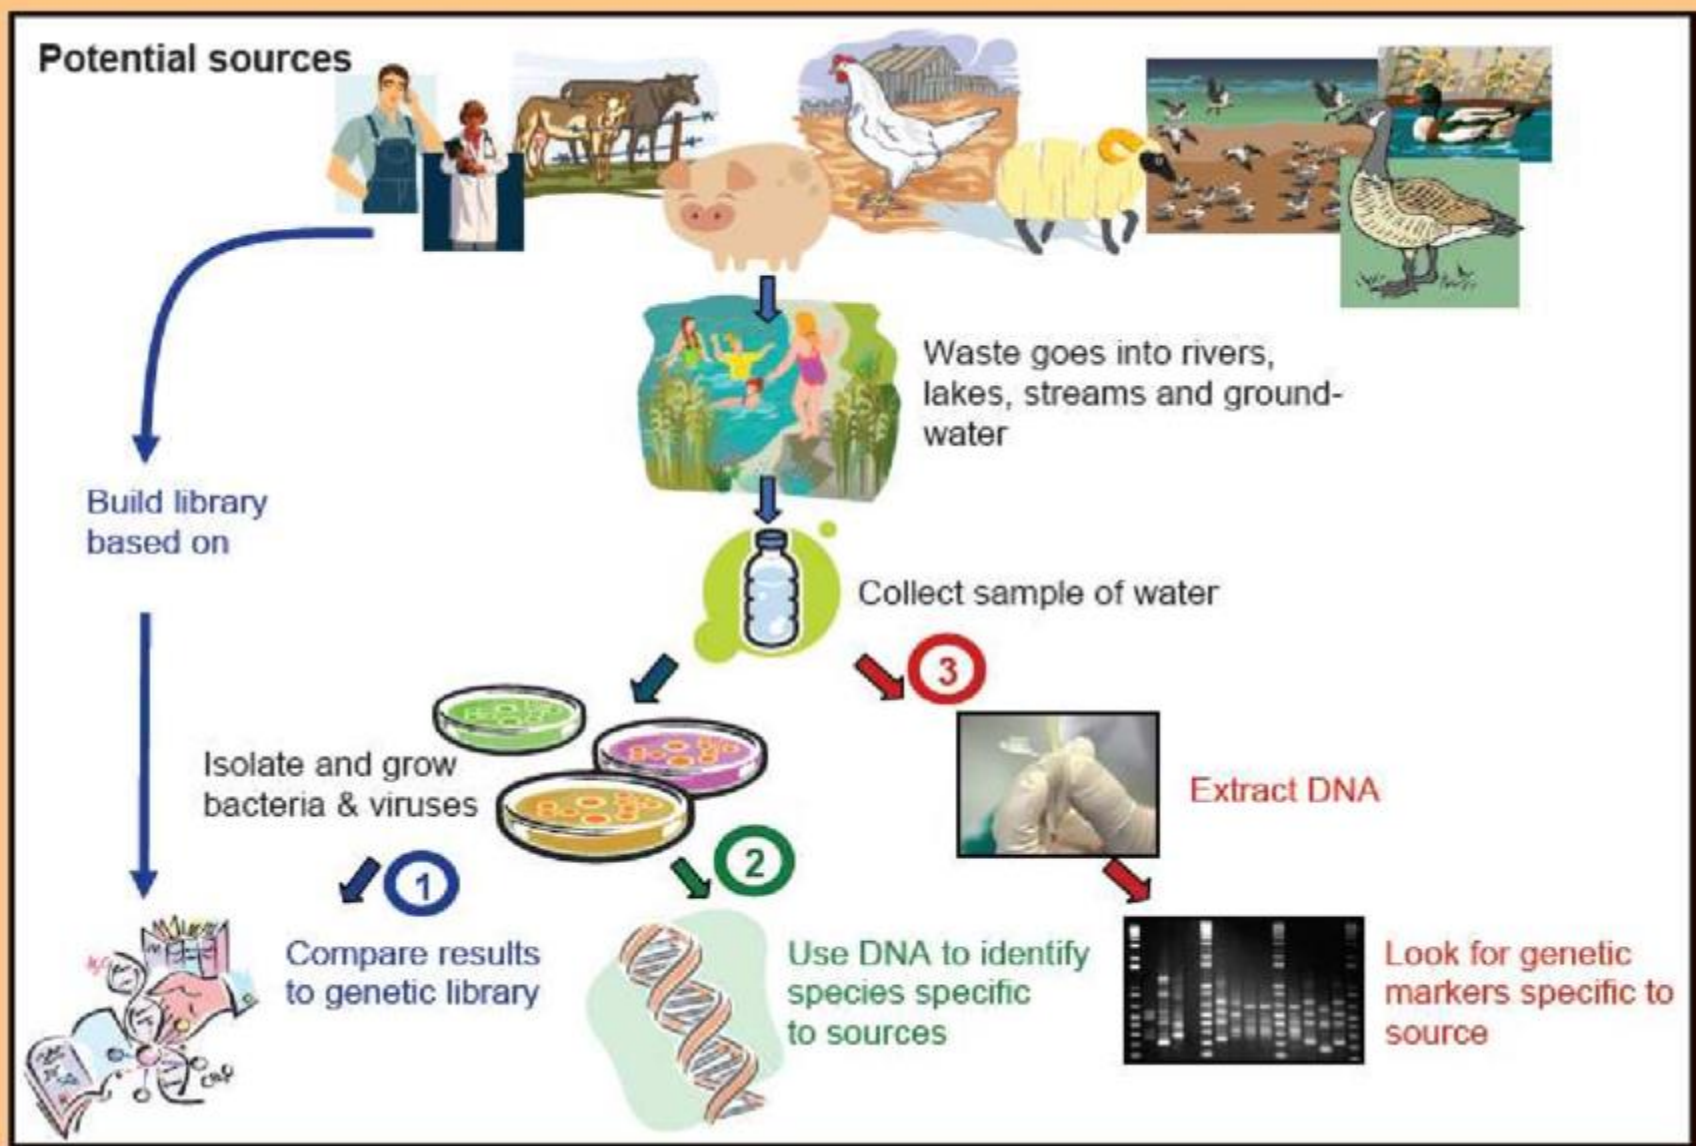 Potential sources
Waste goes into rivers,
lakes, streams and ground-
water
Build library
based on
Collect sample of water
3
Isolate and grow
bacteria & viruses
Extract DNA
1
2
Compare results
to genetic library
Use DNA to identify
species specific
to sources
Look for genetic
markers specific to
source